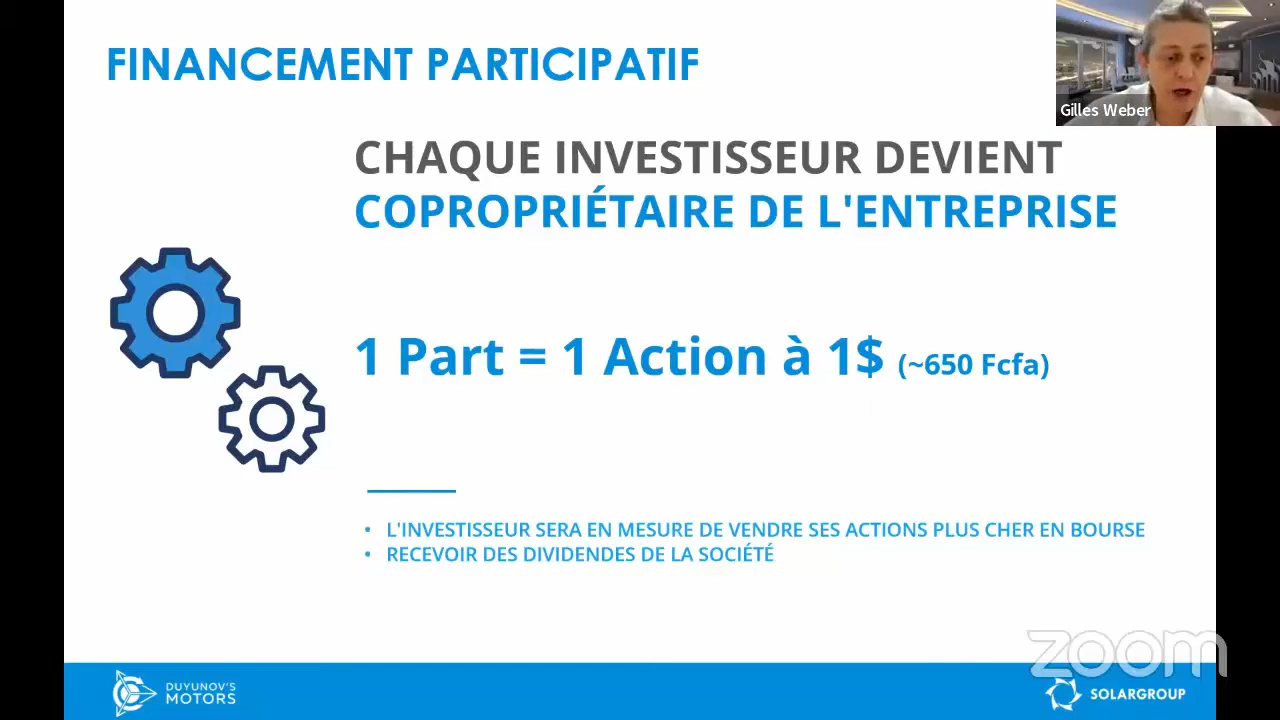 FINANCEMENT PARTICIPATIF
Gilles Weber
CHAQUE INVESTISSEUR DEVIENT
COPROPRIÉTAIRE DE L'ENTREPRISE
1 Part = 1 Action à 1$ (~650 Fcfa)
• L'INVESTISSEUR SERA EN MESURE DE VENDRE SES ACTIONS PLUS CHER EN BOURSE
• RECEVOIR DES DIVIDENDES DE LA SOCIÉTÉ
zoom
DUYUNOV'S
MOTORS
SOLARGROUP